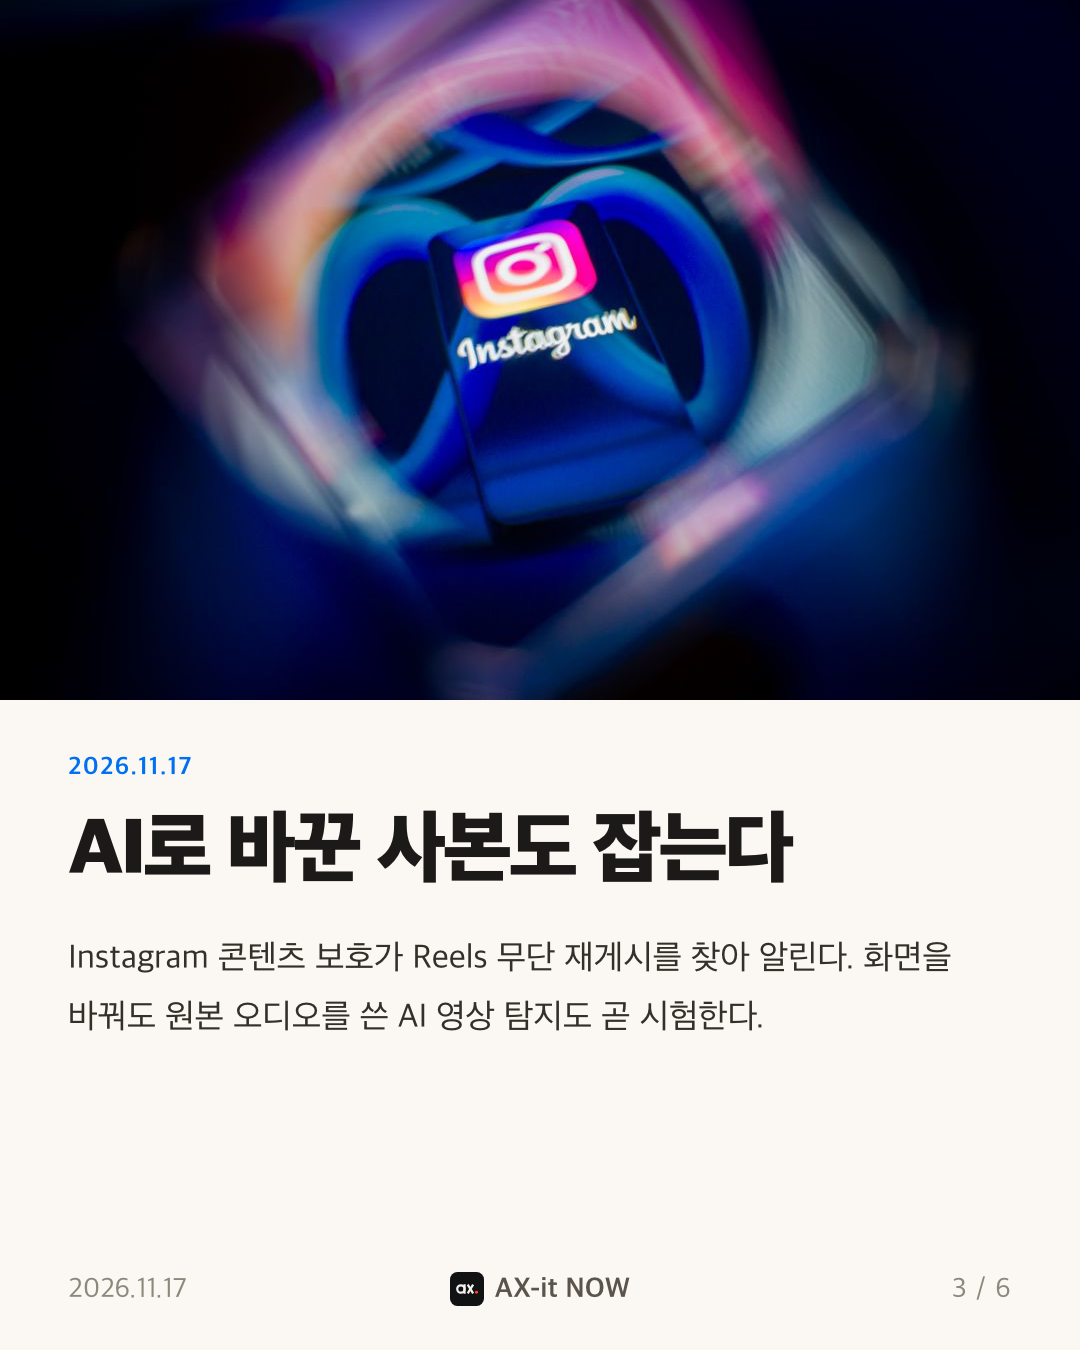 Instagram
2026.11.17
AI로 바꾼 사본도 잡는다
Instagram 콘텐츠 보호가 Reels 무단 재게시를 찾아 알린다. 화면을
바꿔도 원본 오디오를 쓴 AI 영상 탐지도 곧 시험한다.
2026.11.17
ax. AX-it NOW
3 / 6